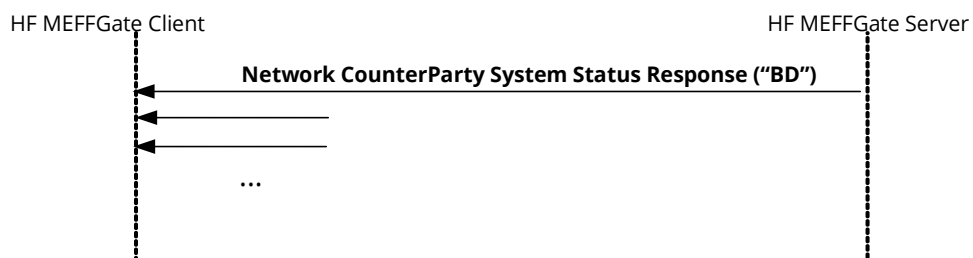 HF MEFFGate Client
HF MEFFGate Server
Network CounterParty System Status Response (“BD”)
...